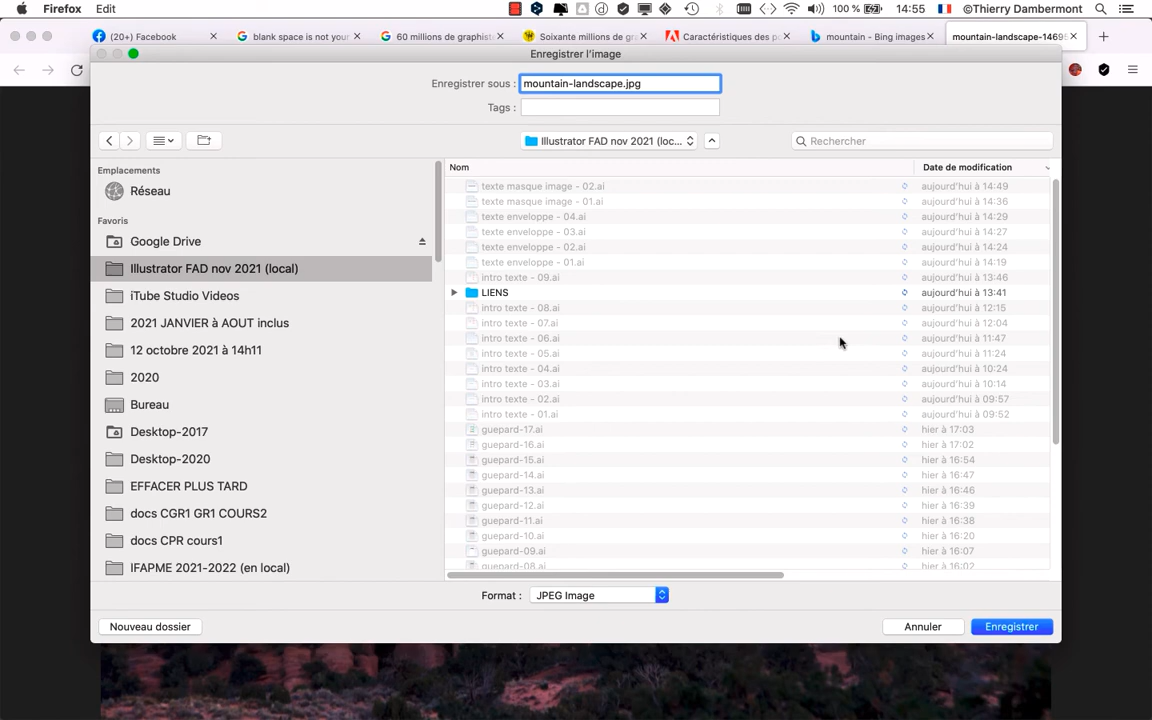 Firefox Edit 100 % 14:55 ©Thierry Dambermont
(20+) Facebook blank space is not your 60 millions de graphist Soixante millions de gr Caractéristiques des po mountain - Bing images mountain-landscape-1469
Enregistrer l'image
Enregistrer sous : mountain-landscape.jpg
Tags :
Illustrator FAD nov 2021 (loc... Rechercher
Emplacements
Réseau
Favoris
Google Drive
Illustrator FAD nov 2021 (local)
iTube Studio Videos
2021 JANVIER à AOUT inclus
12 octobre 2021 à 14h11
2020
Bureau
Desktop-2017
Desktop-2020
EFFACER PLUS TARD
docs CGR1 GR1 COURS2
docs CPR cours1
IFAPME 2021-2022 (en local)
Nom Date de modification
texte masque image - 02.ai aujourd'hui à 14:49
texte masque image - 01.ai aujourd'hui à 14:36
texte enveloppe - 04.ai aujourd'hui à 14:29
texte enveloppe - 03.ai aujourd'hui à 14:27
texte enveloppe - 02.ai aujourd'hui à 14:24
texte enveloppe - 01.ai aujourd'hui à 14:19
intro texte - 09.ai aujourd'hui à 13:46
LIENS aujourd'hui à 13:41
intro texte - 08.ai aujourd'hui à 12:15
intro texte - 07.ai aujourd'hui à 12:04
intro texte - 06.ai aujourd'hui à 11:47
intro texte - 05.ai aujourd'hui à 11:24
intro texte - 04.ai aujourd'hui à 10:24
intro texte - 03.ai aujourd'hui à 10:14
intro texte - 02.ai aujourd'hui à 09:57
intro texte - 01.ai aujourd'hui à 09:52
guepard-17.ai hier à 17:03
guepard-16.ai hier à 17:02
guepard-15.ai hier à 16:54
guepard-14.ai hier à 16:47
guepard-13.ai hier à 16:46
guepard-12.ai hier à 16:39
guepard-11.ai hier à 16:38
guepard-10.ai hier à 16:20
guepard-09.ai hier à 16:07
guepard-08.ai hier à 16:02
Format : JPEG Image
Nouveau dossier Annuler Enregistrer